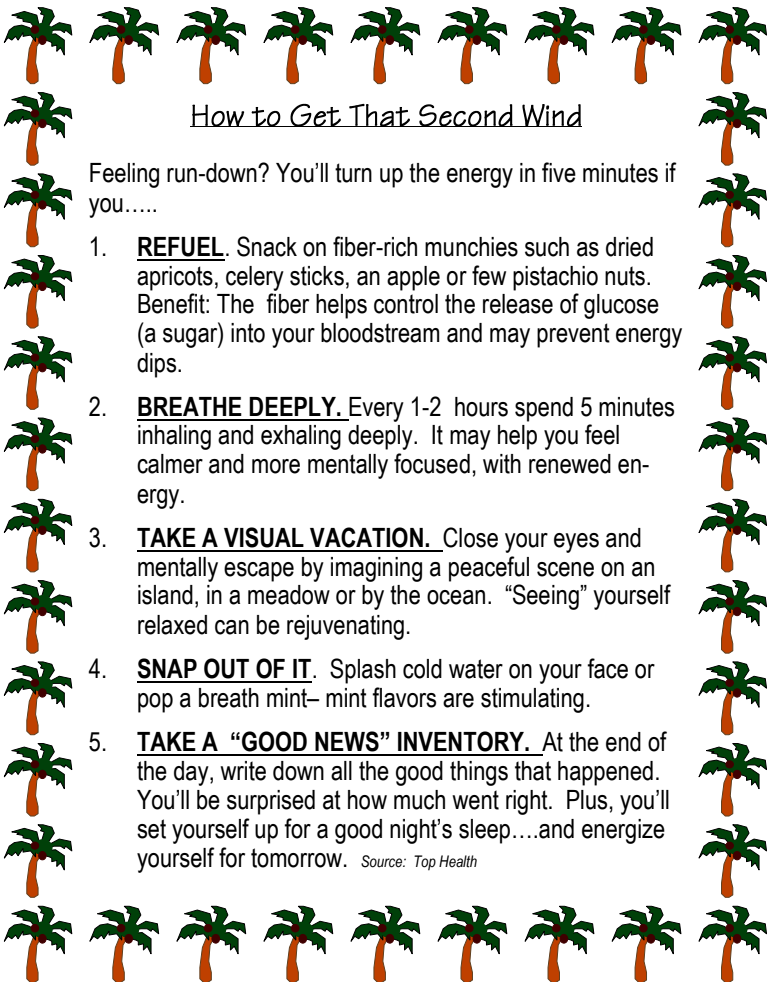 How to Get That Second Wind
Feeling run-down? You’ll turn up the energy in five minutes if
you…..
1. REFUEL. Snack on fiber-rich munchies such as dried
apricots, celery sticks, an apple or few pistachio nuts.
Benefit: The  fiber helps control the release of glucose
(a sugar) into your bloodstream and may prevent energy
dips.
2. BREATHE DEEPLY. Every 1-2  hours spend 5 minutes
inhaling and exhaling deeply.  It may help you feel
calmer and more mentally focused, with renewed en-
ergy.
3. TAKE A VISUAL VACATION.  Close your eyes and
mentally escape by imagining a peaceful scene on an
island, in a meadow or by the ocean.  “Seeing” yourself
relaxed can be rejuvenating.
4. SNAP OUT OF IT.  Splash cold water on your face or
pop a breath mint– mint flavors are stimulating.
5. TAKE A  “GOOD NEWS” INVENTORY.  At the end of
the day, write down all the good things that happened.
You’ll be surprised at how much went right.  Plus, you’ll
set yourself up for a good night’s sleep….and energize
yourself for tomorrow.  Source:  Top Health